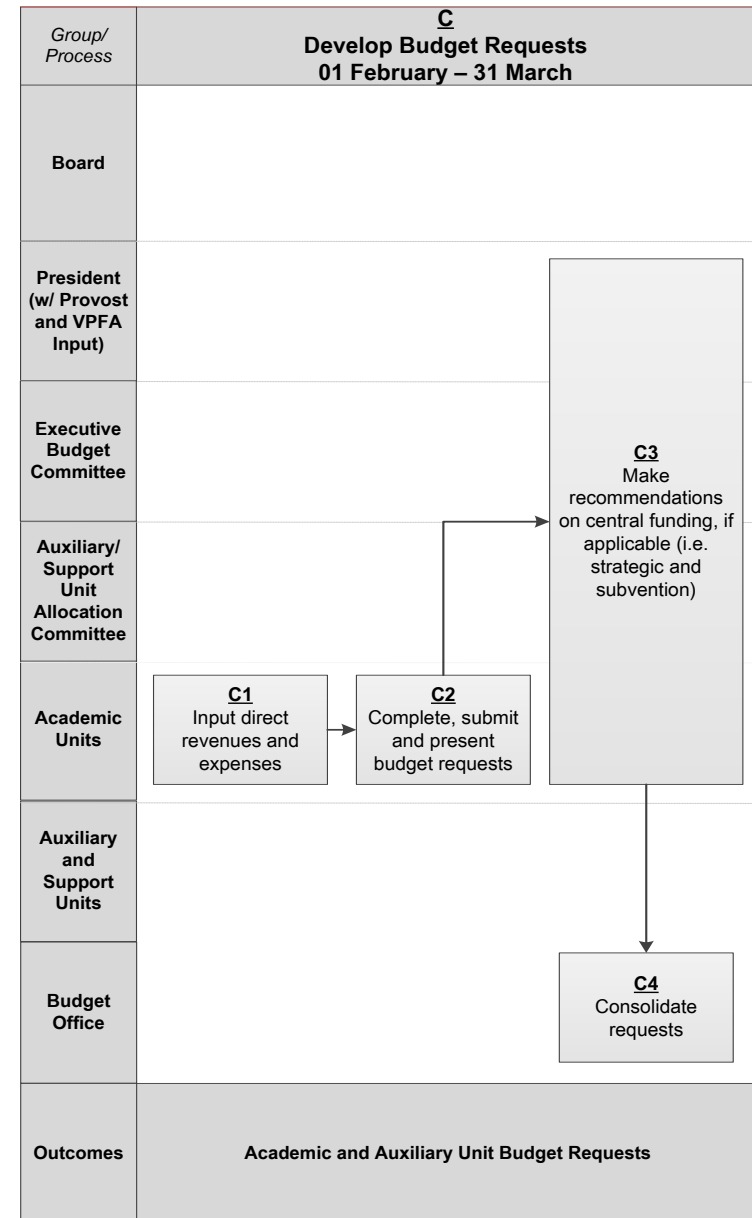 Group/
Process
C
Develop Budget Requests
01 February – 31 March
Board
President
(w/ Provost
and VPFA
Input)
Executive
Budget
Committee
Auxiliary/
Support
Unit
Allocation
Committee
Academic
Units
C1
Input direct
revenues and
expenses
C2
Complete, submit
and present
budget requests
C3
Make
recommendations
on central funding, if
applicable (i.e.
strategic and
subvention)
Auxiliary
and
Support
Units
Budget
Office
C4
Consolidate
requests
Outcomes
Academic and Auxiliary Unit Budget Requests